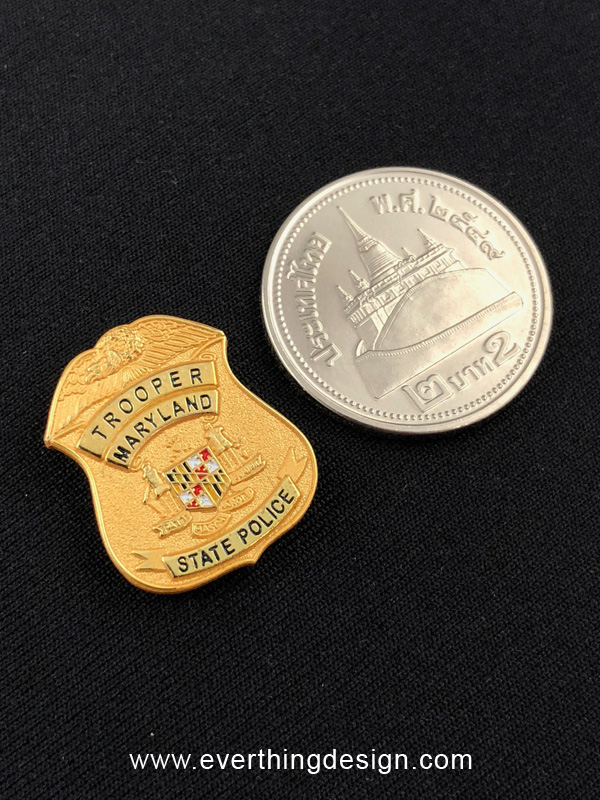 ประเทศไทย
พ.ศ. ๒๕๔๙
๒ บาท 2
TROOPER
MARYLAND
STATE POLICE
www.everthingdesign.com